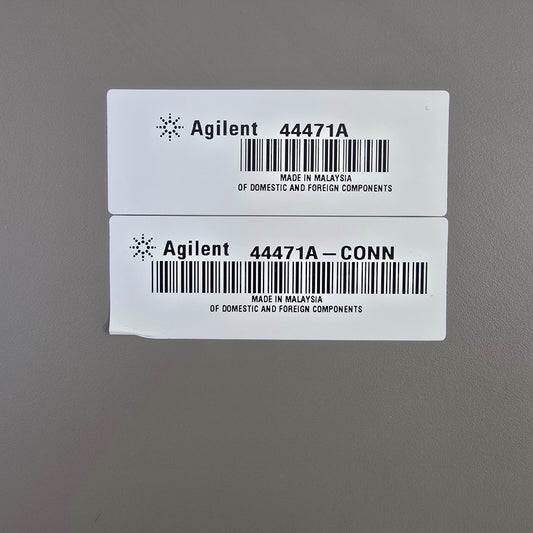 Agilent 44471A
MADE IN MALAYSIA
OF DOMESTIC AND FOREIGN COMPONENTS
Agilent 44471A-CONN
MADE IN MALAYSIA
OF DOMESTIC AND FOREIGN COMPONENTS